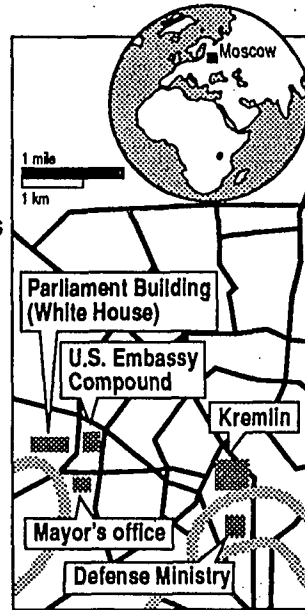 Moscow
1 mile
1 km
Parliament Building
(White House)
U.S. Embassy
Compound
Kremlin
Mayor's office
Defense Ministry